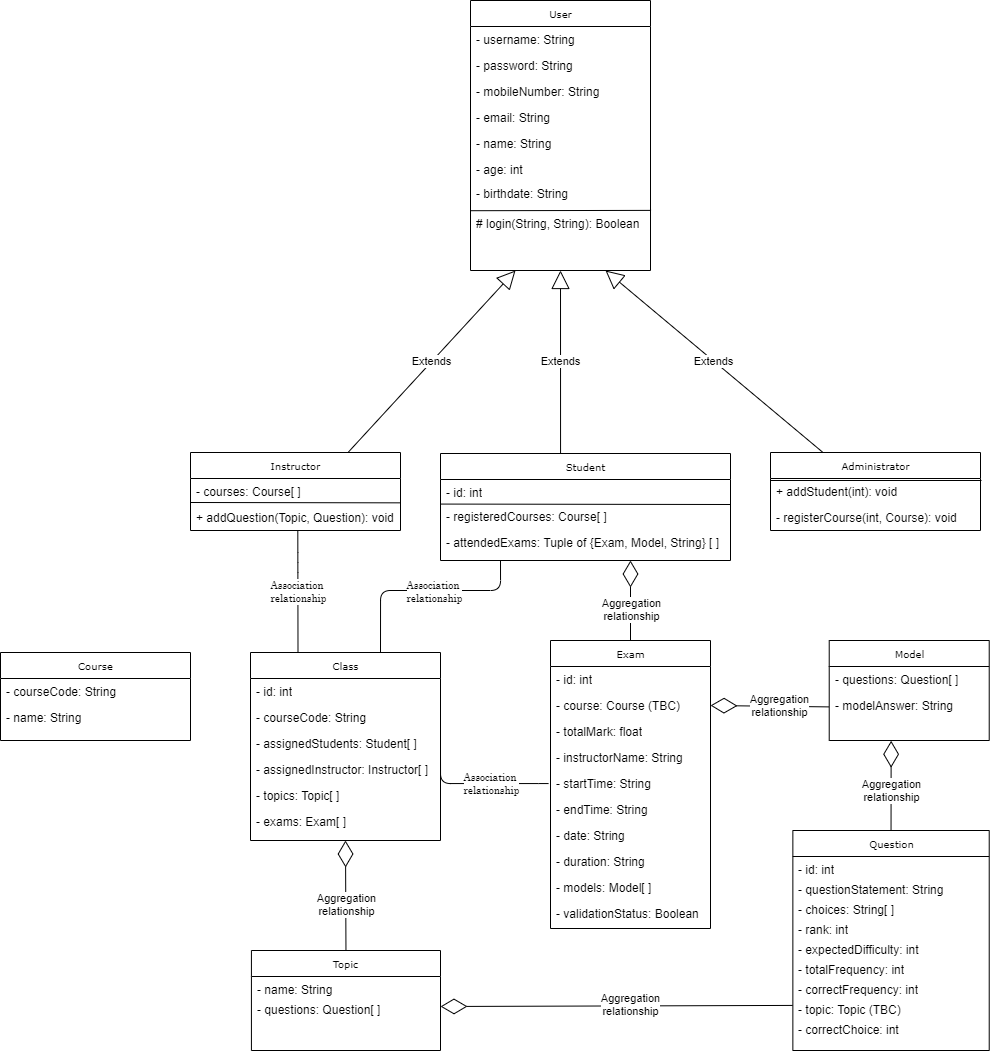 User
- username: String
- password: String
- mobileNumber: String
- email: String
- name: String
- age: int
- birthdate: String
# login(String, String): Boolean
Extends
Extends
Extends
Instructor
- courses: Course[ ]
+ addQuestion(Topic, Question): void
Student
- id: int
- registeredCourses: Course[ ]
- attendedExams: Tuple of {Exam, Model, String} [ ]
Administrator
+ addStudent(int): void
- registerCourse(int, Course): void
Association
relationship
Association
relationship
Aggregation
relationship
Course
- courseCode: String
- name: String
Class
- id: int
- courseCode: String
- assignedStudents: Student[ ]
- assignedInstructor: Instructor[ ]
- topics: Topic[ ]
- exams: Exam[ ]
Association
relationship
Exam
- id: int
- course: Course (TBC)
- totalMark: float
- instructorName: String
- startTime: String
- endTime: String
- date: String
- duration: String
- models: Model[ ]
- validationStatus: Boolean
Aggregation
relationship
Model
- questions: Question[ ]
- modelAnswer: String
Aggregation
relationship
Aggregation
relationship
Question
- id: int
- questionStatement: String
- choices: String[ ]
- rank: int
- expectedDifficulty: int
- totalFrequency: int
- correctFrequency: int
- topic: Topic (TBC)
- correctChoice: int
Topic
- name: String
- questions: Question[ ]
Aggregation
relationship